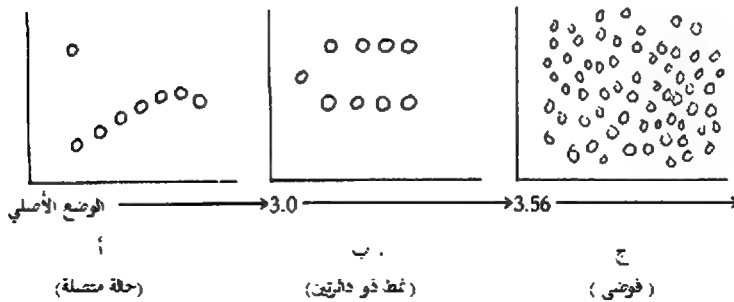 الوضع الأصلي 3.0 3.56
أ ب ج
(حالة متصلة) (نمط ذو دائرتين) (فوضى)